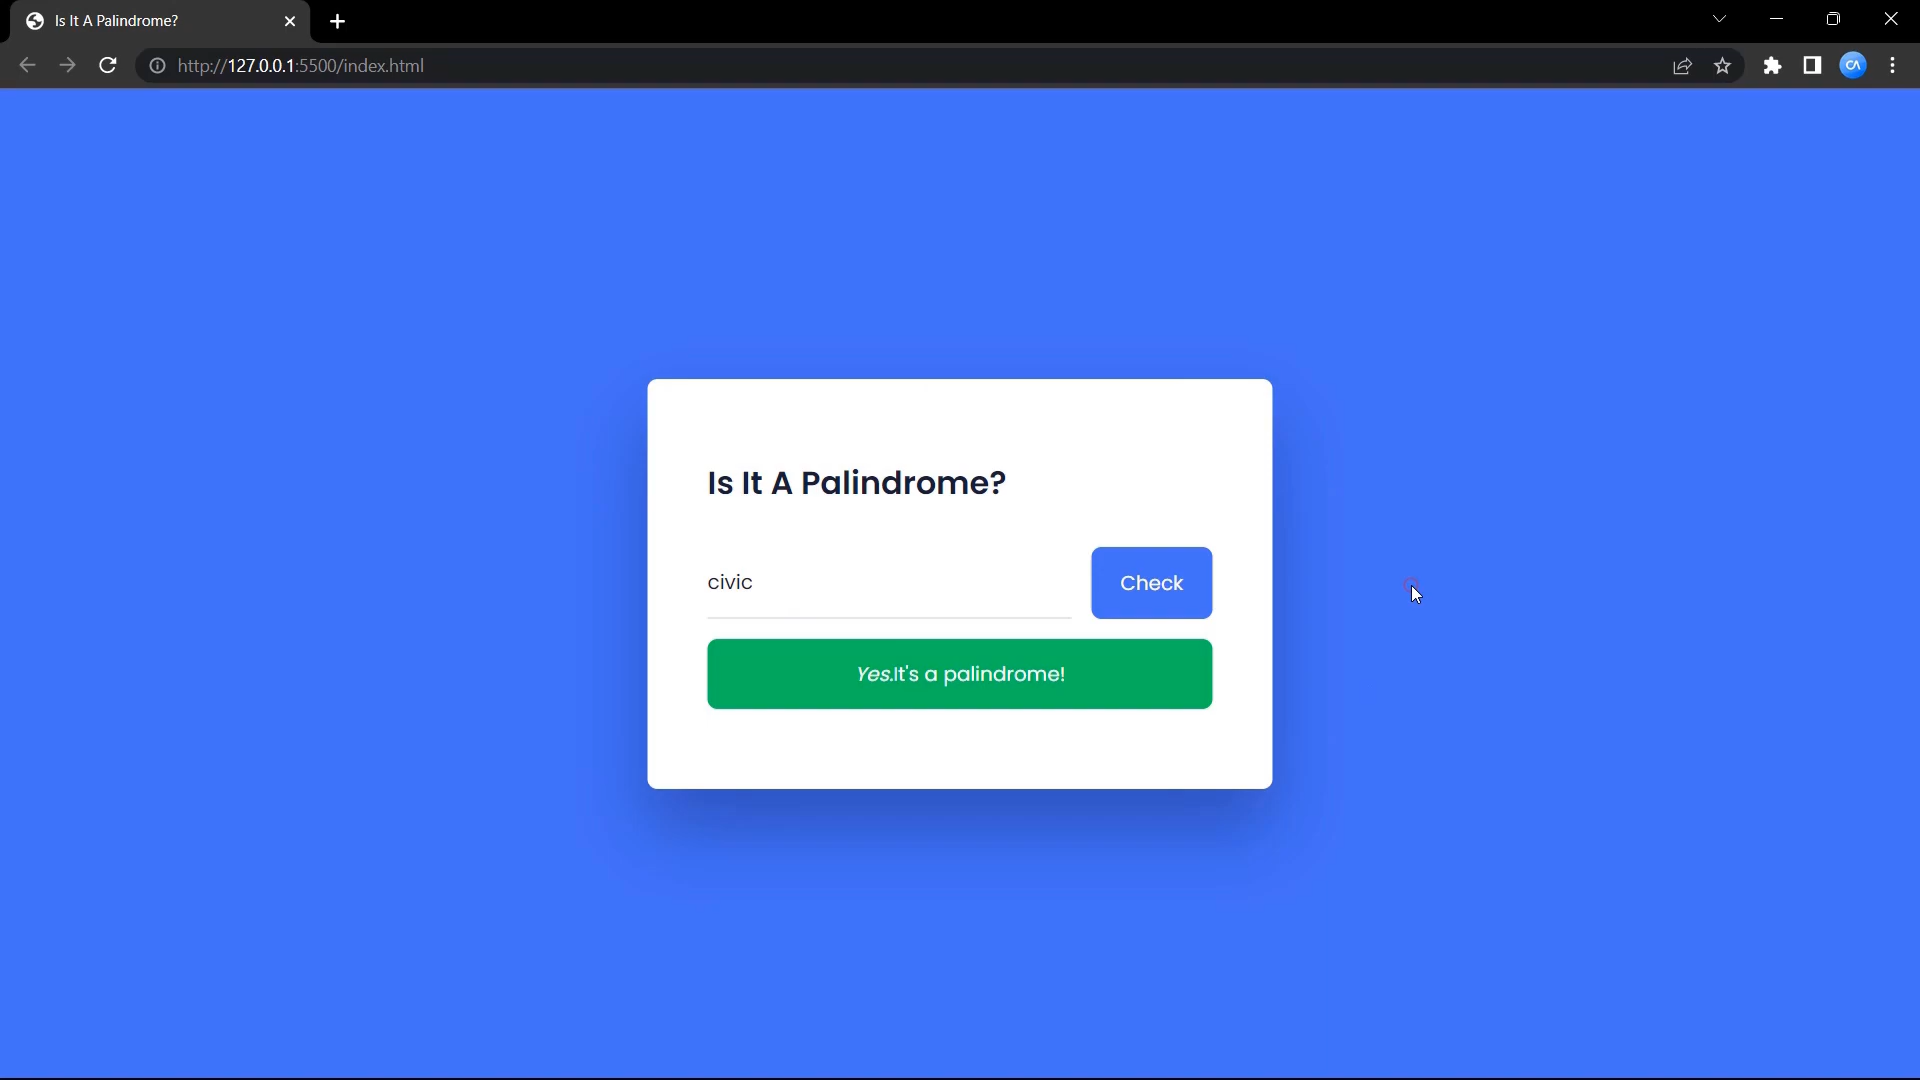 Is It A Palindrome?
http://127.0.0.1:5500/index.html
CA
Is It A Palindrome?
civic
Check
Yes.It's a palindrome!